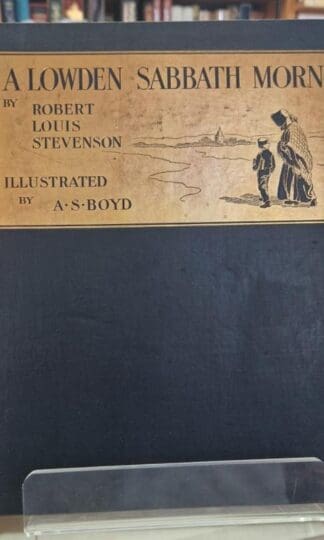 A LOWDEN SABBATH MORN
BY
ROBERT
LOUIS
STEVENSON
ILLUSTRATED
BY A·S·BOYD